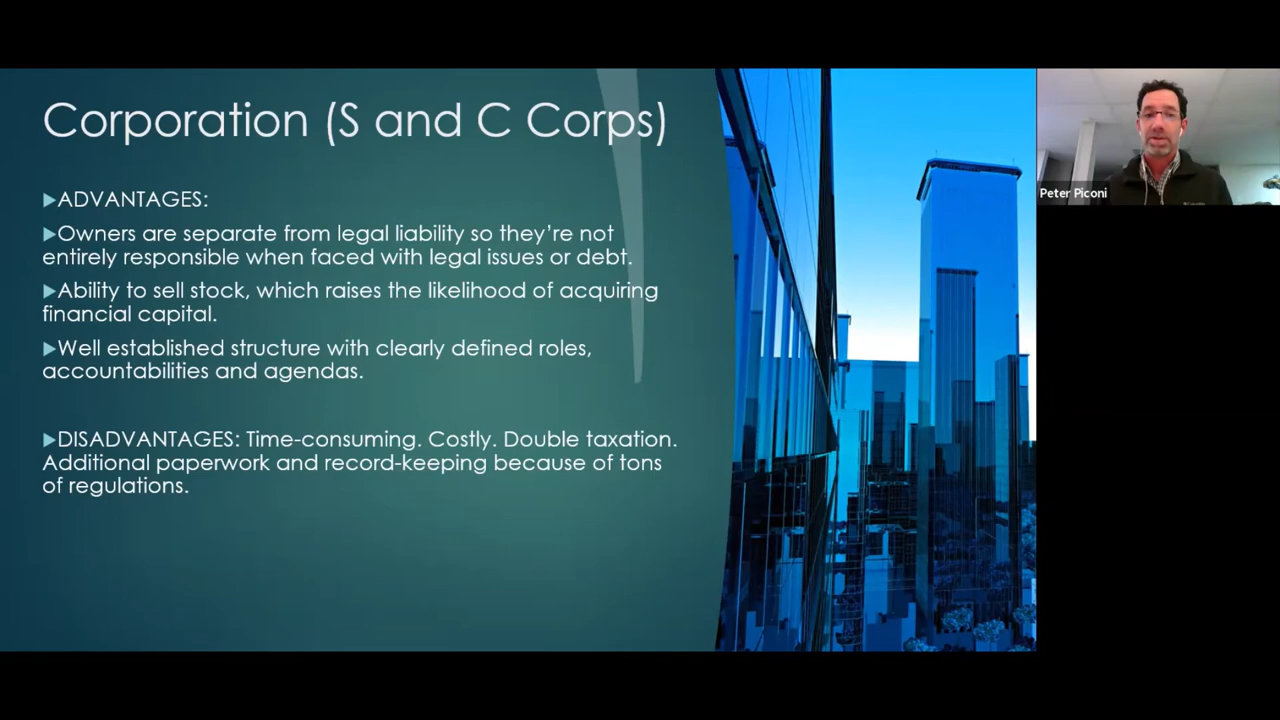 Corporation (S and C Corps)
ADVANTAGES:
Owners are separate from legal liability so they're not
entirely responsible when faced with legal issues or debt.
Ability to sell stock, which raises the likelihood of acquiring
financial capital.
Well established structure with clearly defined roles,
accountabilities and agendas.
DISADVANTAGES: Time-consuming. Costly. Double taxation.
Additional paperwork and record-keeping because of tons
of regulations.
Peter Piconi